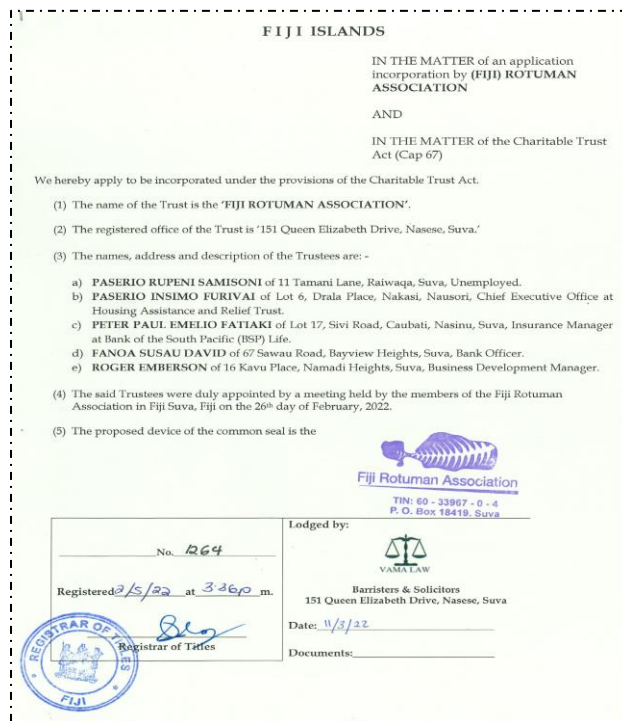 FIJI ISLANDS
IN THE MATTER of an application
incorporation by (FIJI) ROTUMAN
ASSOCIATION
AND
IN THE MATTER of the Charitable Trust
Act (Cap 67)
We hereby apply to be incorporated under the provisions of the Charitable Trust Act.
(1) The name of the Trust is the 'FIJI ROTUMAN ASSOCIATION'.
(2) The registered office of the Trust is '151 Queen Elizabeth Drive, Nasese, Suva.'
(3) The names, address and description of the Trustees are: -
a) PASERIO RUPENI SAMISONI of 11 Tamani Lane, Raiwaqa, Suva, Unemployed.
b) PASERIO INSIMO FURIVAI of Lot 6, Drala Place, Nakasi, Nausori, Chief Executive Office at
Housing Assistance and Relief Trust.
c) PETER PAUL EMELIO FATIAKI of Lot 17, Sivi Road, Caubati, Nasinu, Suva, Insurance Manager
at Bank of the South Pacific (BSP) Life.
d) FANOA SUSAU DAVID of 67 Sawau Road, Bayview Heights, Suva, Bank Officer.
e) ROGER EMBERSON of 16 Kavu Place, Namadi Heights, Suva, Business Development Manager.
(4) The said Trustees were duly appointed by a meeting held by the members of the Fiji Rotuman
Association in Fiji Suva, Fiji on the 26th day of February, 2022.
(5) The proposed device of the common seal is the
Fiji Rotuman Association
TIN: 60 - 33967 - 0 - 4
P. O. Box 18419. Suva
No. 1264
Registered 2/5/22 at 3·36p m.
Registrar of Titles
REGISTRAR OF TITLES
FIJI
Lodged by:
VAMA LAW
Barristers & Solicitors
151 Queen Elizabeth Drive, Nasese, Suva
Date: 11/3/22
Documents: